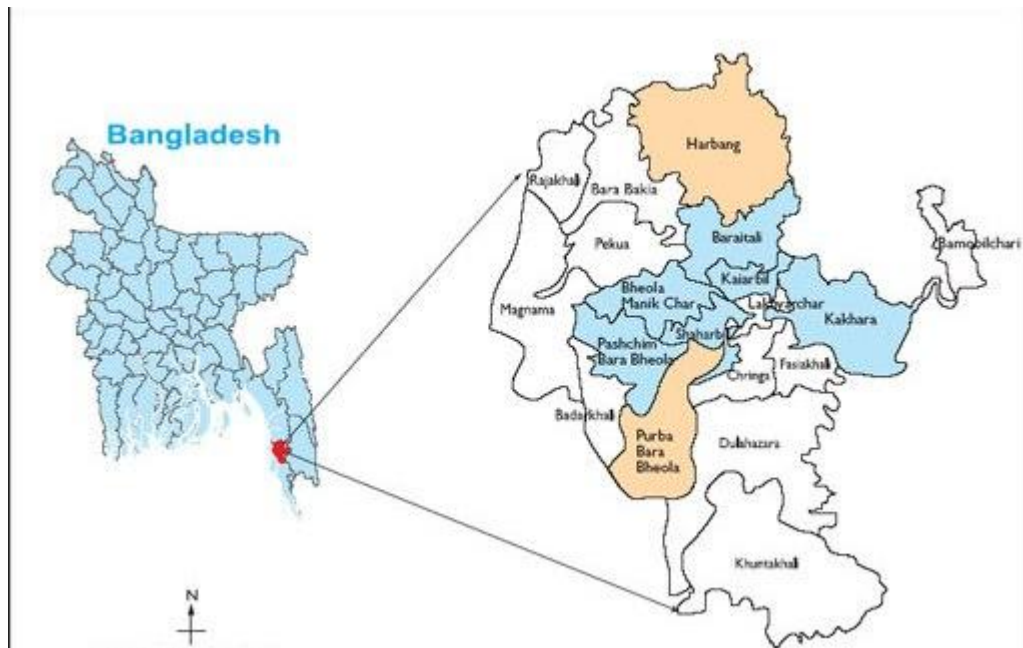 Bangladesh
Harbang
Rajakhali
Bara Bakia
Pekua
Baraitali
Bamobilchari
Kaiarbil
Bheola
Manik Char
Lakhyarchar
Magnama
Kakhara
Shaharbil
Pashchim
Bara Bheola
Chringa
Fasiakhali
Badarkhali
Purba
Bara
Bheola
Dulahazara
Khuntakhali
N